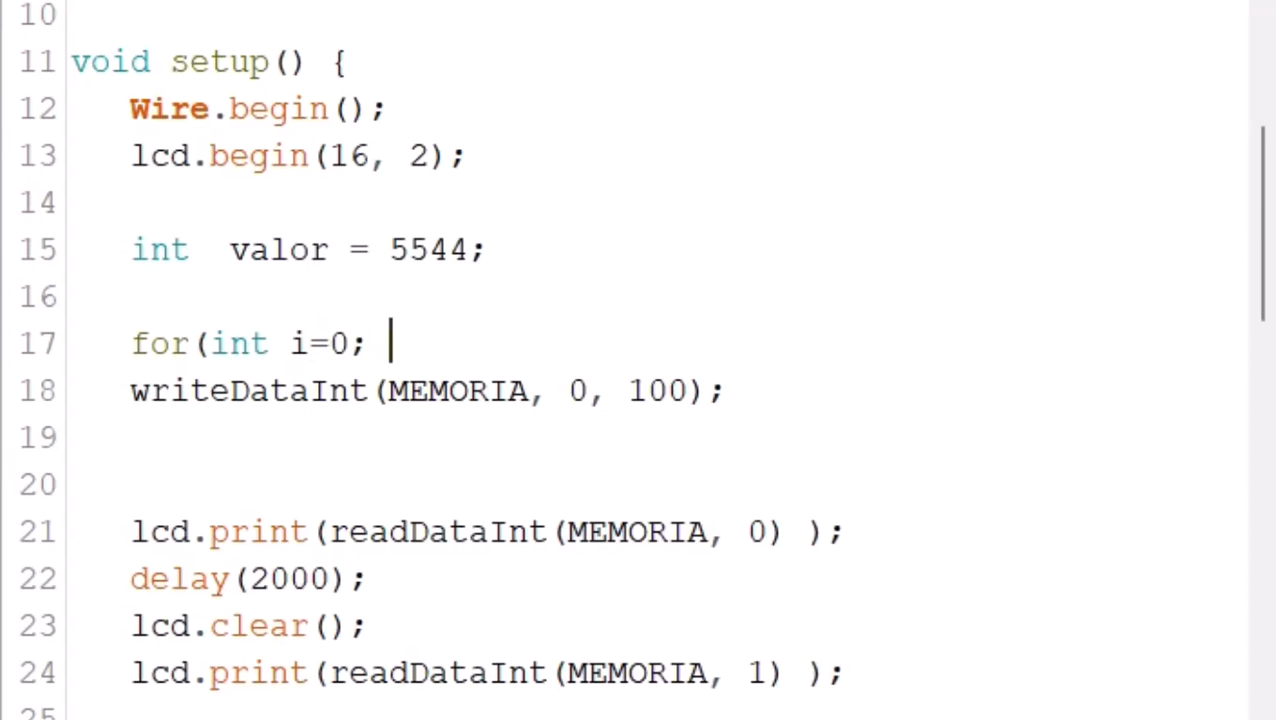 10
11 void setup() {
12 Wire.begin();
13 lcd.begin(16, 2);
14
15 int  valor = 5544;
16
17 for(int i=0; 
18 writeDataInt(MEMORIA, 0, 100);
19
20
21 lcd.print(readDataInt(MEMORIA, 0) );
22 delay(2000);
23 lcd.clear();
24 lcd.print(readDataInt(MEMORIA, 1) );
25